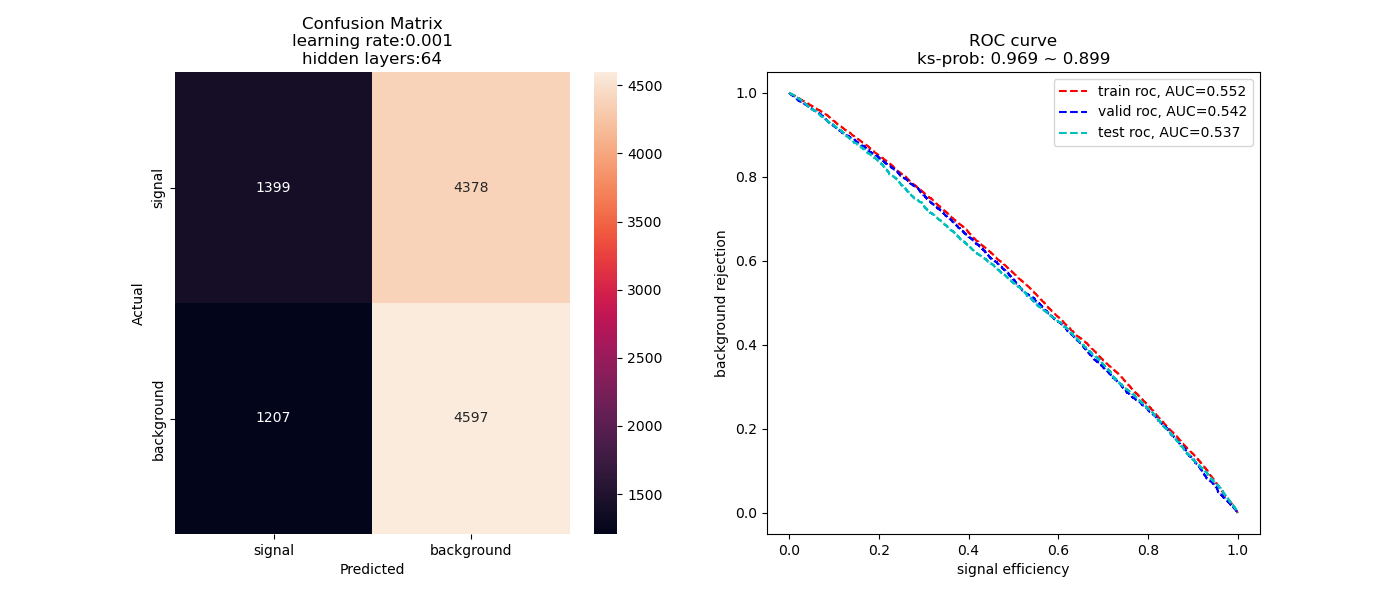 Confusion Matrix
learning rate:0.001
hidden layers:64
signal
background
Actual
1399
4378
1207
4597
signal
background
Predicted
4500
4000
3500
3000
2500
2000
1500
ROC curve
ks-prob: 0.969 ~ 0.899
train roc, AUC=0.552
valid roc, AUC=0.542
test roc, AUC=0.537
background rejection
1.0
0.8
0.6
0.4
0.2
0.0
0.0
0.2
0.4
0.6
0.8
1.0
signal efficiency